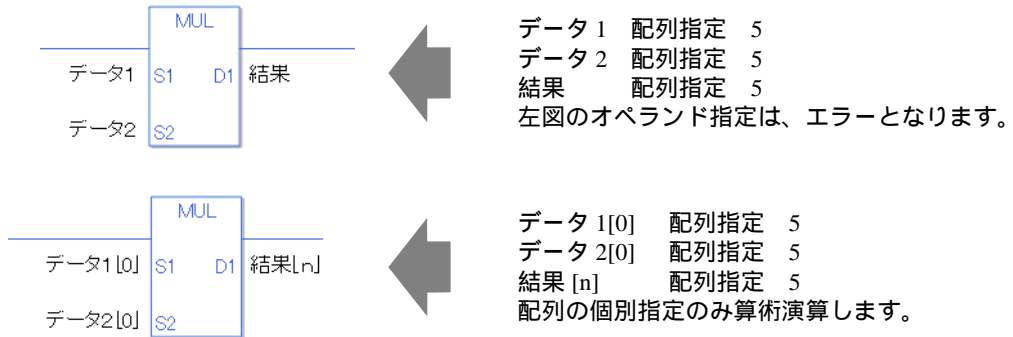 MUL
データ1 S1 D1 結果
データ2 S2
データ 1 配列指定 5
データ 2 配列指定 5
結果 配列指定 5
左図のオペランド指定は、エラーとなります。
MUL
データ1[0] S1 D1 結果[n]
データ2[0] S2
データ 1[0] 配列指定 5
データ 2[0] 配列指定 5
結果 [n] 配列指定 5
配列の個別指定のみ算術演算します。